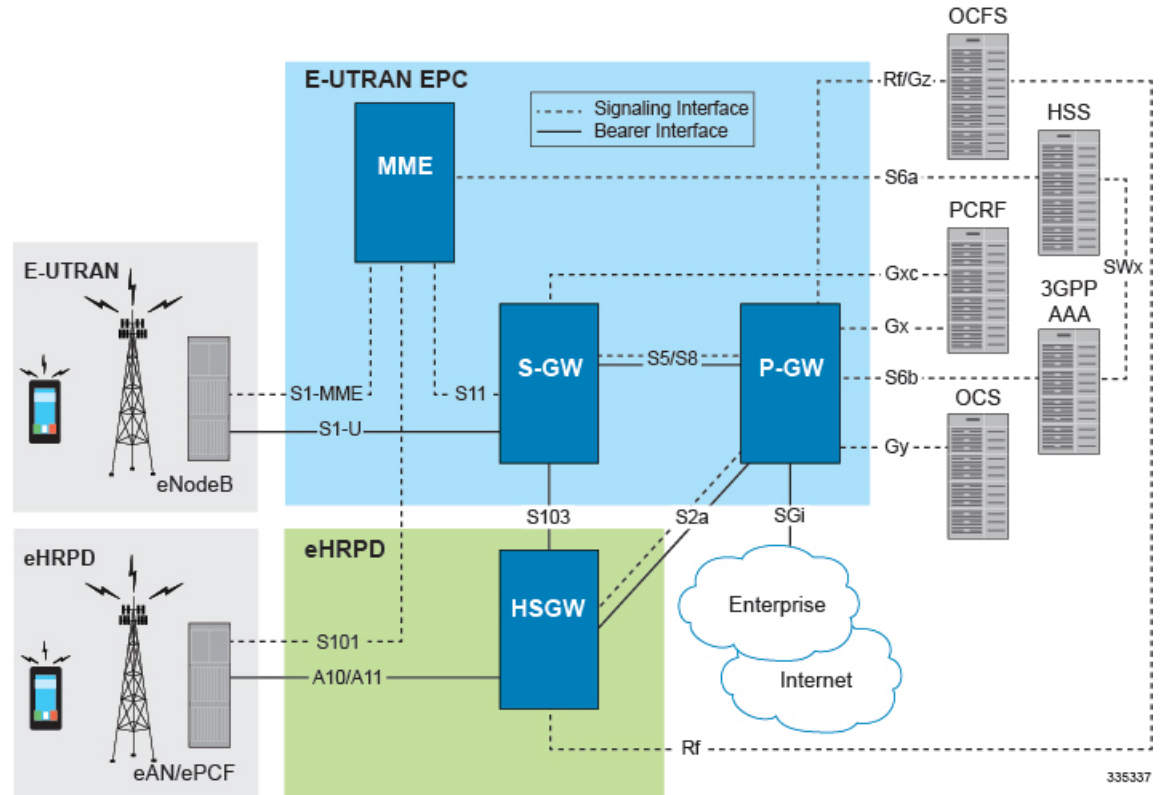 OCFS
E-UTRAN EPC
Rf/Gz
Signaling Interface
Bearer Interface
HSS
MME
S6a
PCRF
E-UTRAN
Gxc
SWx
3GPP
AAA
Gx
S-GW
S5/S8
P-GW
S6b
S1-MME
S11
OCS
S1-U
Gy
eNodeB
S103
S2a
SGi
eHRPD
eHRPD
HSGW
Enterprise
S101
A10/A11
Internet
Rf
eAN/ePCF
335337